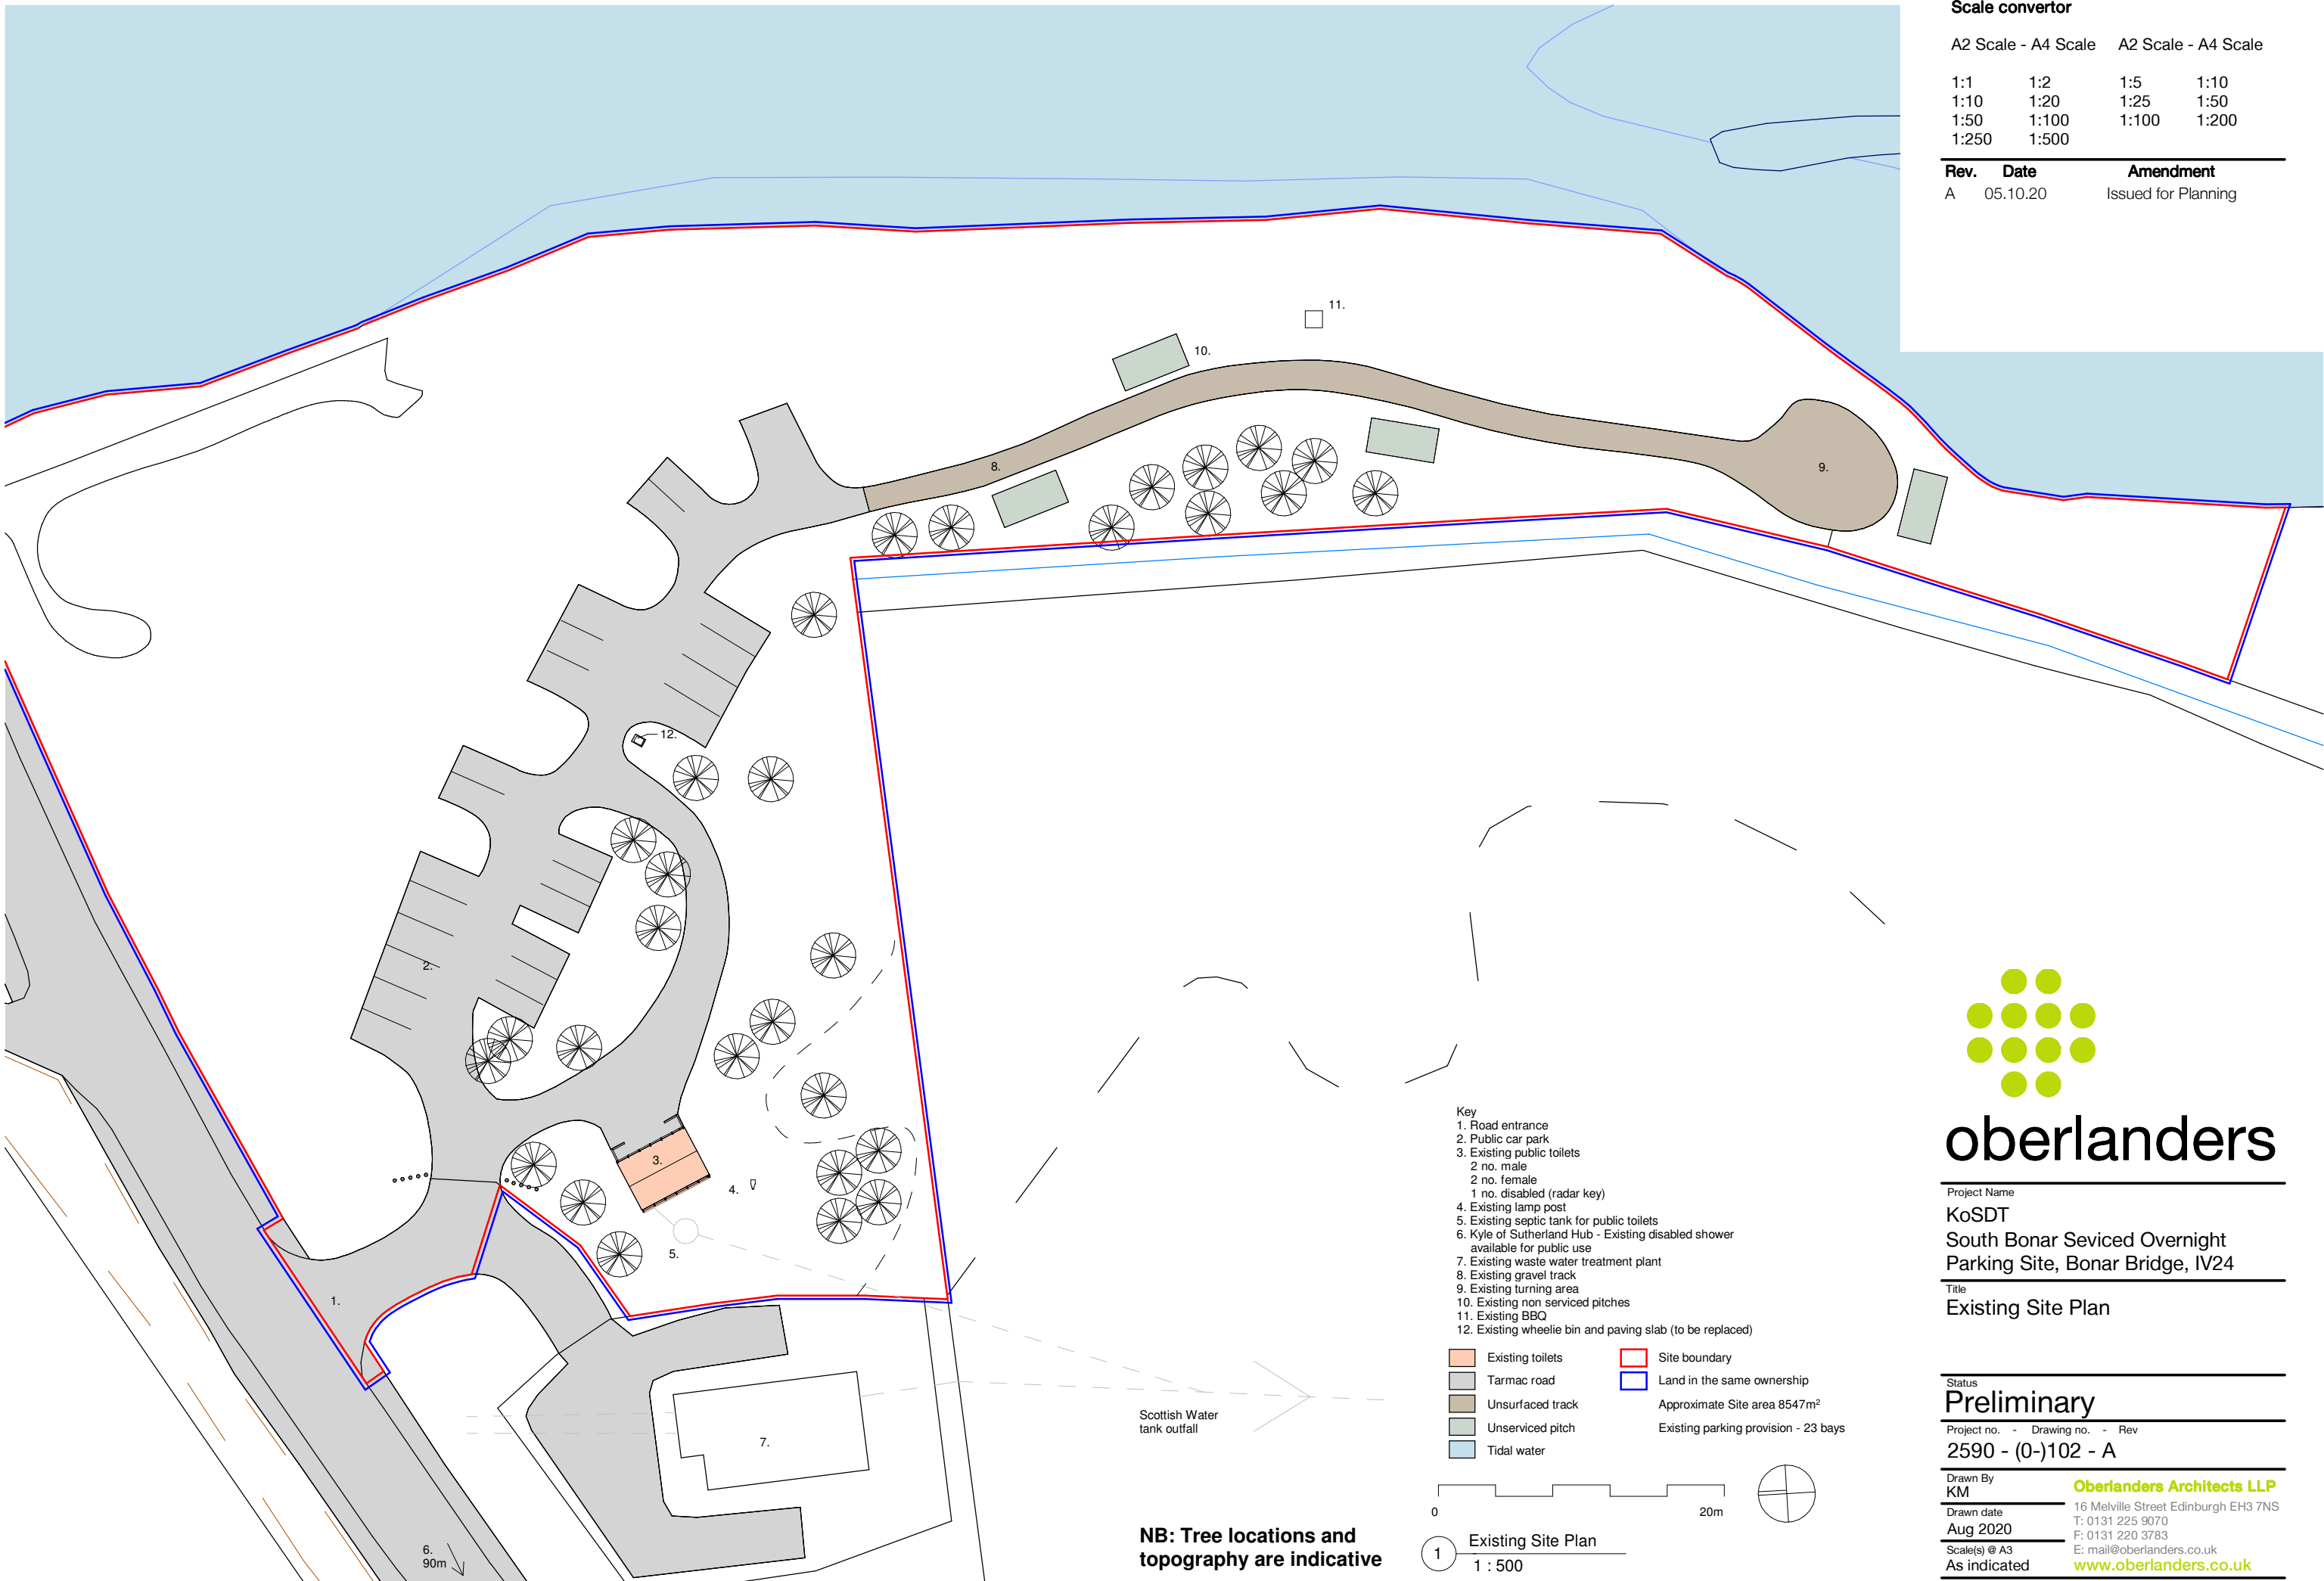 Scale convertor
A2 Scale - A4 Scale A2 Scale - A4 Scale
1:1 1:2 1:5 1:10
1:10 1:20 1:25 1:50
1:50 1:100 1:100 1:200
1:250 1:500
Rev. Date Amendment
A 05.10.20 Issued for Planning
11.
10.
8.
9.
12.
2.
3.
4.
5.
1.
7.
6.
90m
Scottish Water
tank outfall
NB: Tree locations and
topography are indicative
Key
1. Road entrance
2. Public car park
3. Existing public toilets
2 no. male
2 no. female
1 no. disabled (radar key)
4. Existing lamp post
5. Existing septic tank for public toilets
6. Kyle of Sutherland Hub - Existing disabled shower
available for public use
7. Existing waste water treatment plant
8. Existing gravel track
9. Existing turning area
10. Existing non serviced pitches
11. Existing BBQ
12. Existing wheelie bin and paving slab (to be replaced)
Existing toilets Site boundary
Tarmac road Land in the same ownership
Unsurfaced track Approximate Site area 8547m²
Unserviced pitch Existing parking provision - 23 bays
Tidal water
0 20m
1 Existing Site Plan
1 : 500
oberlanders
Project Name
KoSDT
South Bonar Seviced Overnight
Parking Site, Bonar Bridge, IV24
Title
Existing Site Plan
Status
Preliminary
Project no. - Drawing no. - Rev
2590 - (0-)102 - A
Drawn By
KM
Drawn date
Aug 2020
Scale(s) @ A3
As indicated
Oberlanders Architects LLP
16 Melville Street Edinburgh EH3 7NS
T: 0131 225 9070
F: 0131 220 3783
E: mail@oberlanders.co.uk
www.oberlanders.co.uk